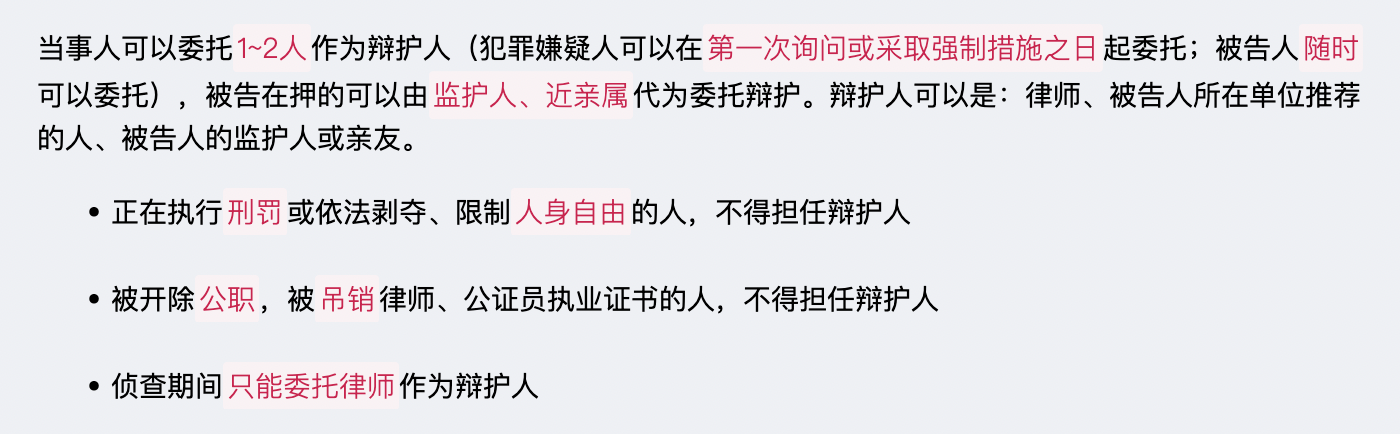 当事人可以委托1~2人作为辩护人（犯罪嫌疑人可以在第一次询问或采取强制措施之日起委托；被告人随时
可以委托），被告在押的可以由监护人、近亲属代为委托辩护。辩护人可以是：律师、被告人所在单位推荐
的人、被告人的监护人或亲友。
• 正在执行刑罚或依法剥夺、限制人身自由的人，不得担任辩护人
• 被开除公职，被吊销律师、公证员执业证书的人，不得担任辩护人
• 侦查期间只能委托律师作为辩护人